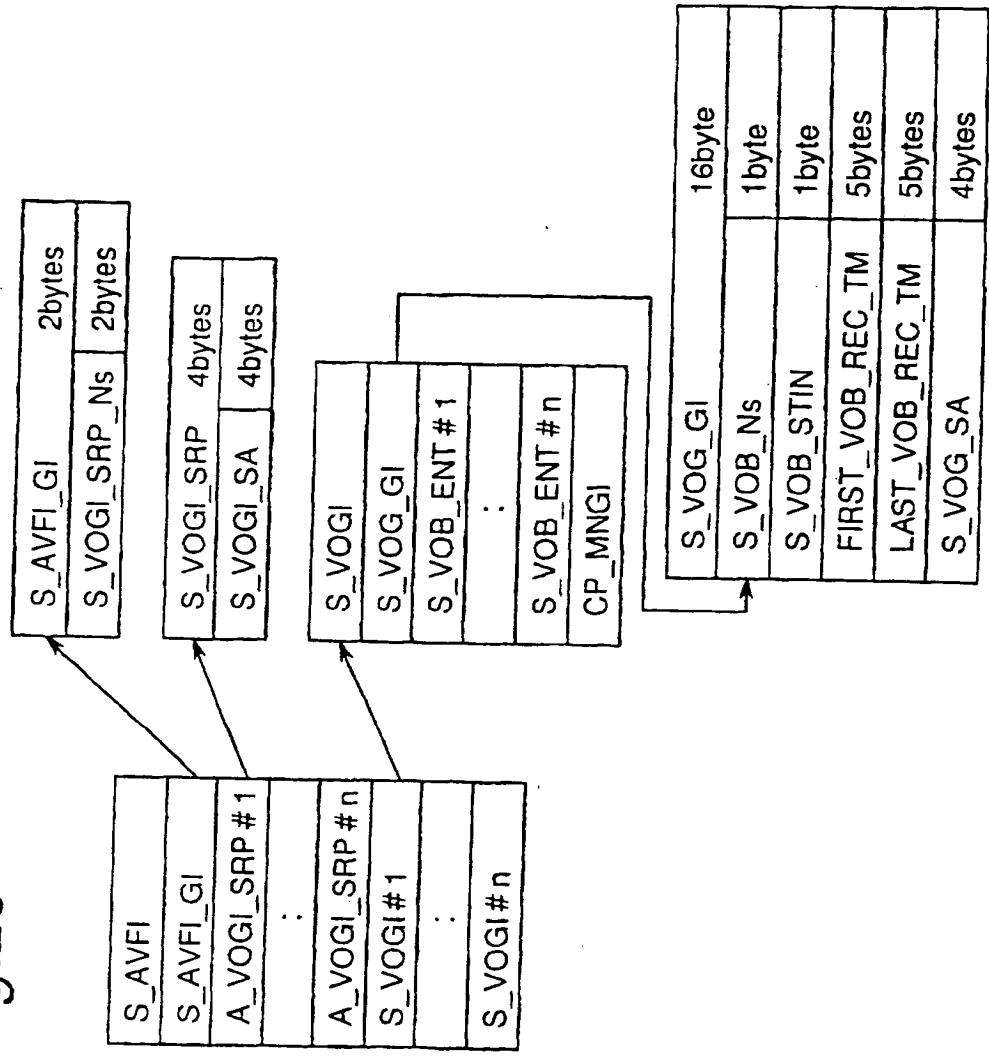 S_AVFI
S_AVFI_GI
A_VOGI_SRP#1
:
A_VOGI_SRP#n
S_VOGI#1
:
S_VOGI#n
S_AVFI_GI 2bytes
S_VOGI_SRP_Ns 2bytes
S_VOGI_SRP 4bytes
S_VOGI_SA 4bytes
S_VOGI
S_VOG_GI
S_VOB_ENT#1
:
S_VOB_ENT#n
CP_MNGI
S_VOG_GI 16byte
S_VOB_Ns 1byte
S_VOB_STIN 1byte
FIRST_VOB_REC_TM 5bytes
LAST_VOB_REC_TM 5bytes
S_VOG_SA 4bytes